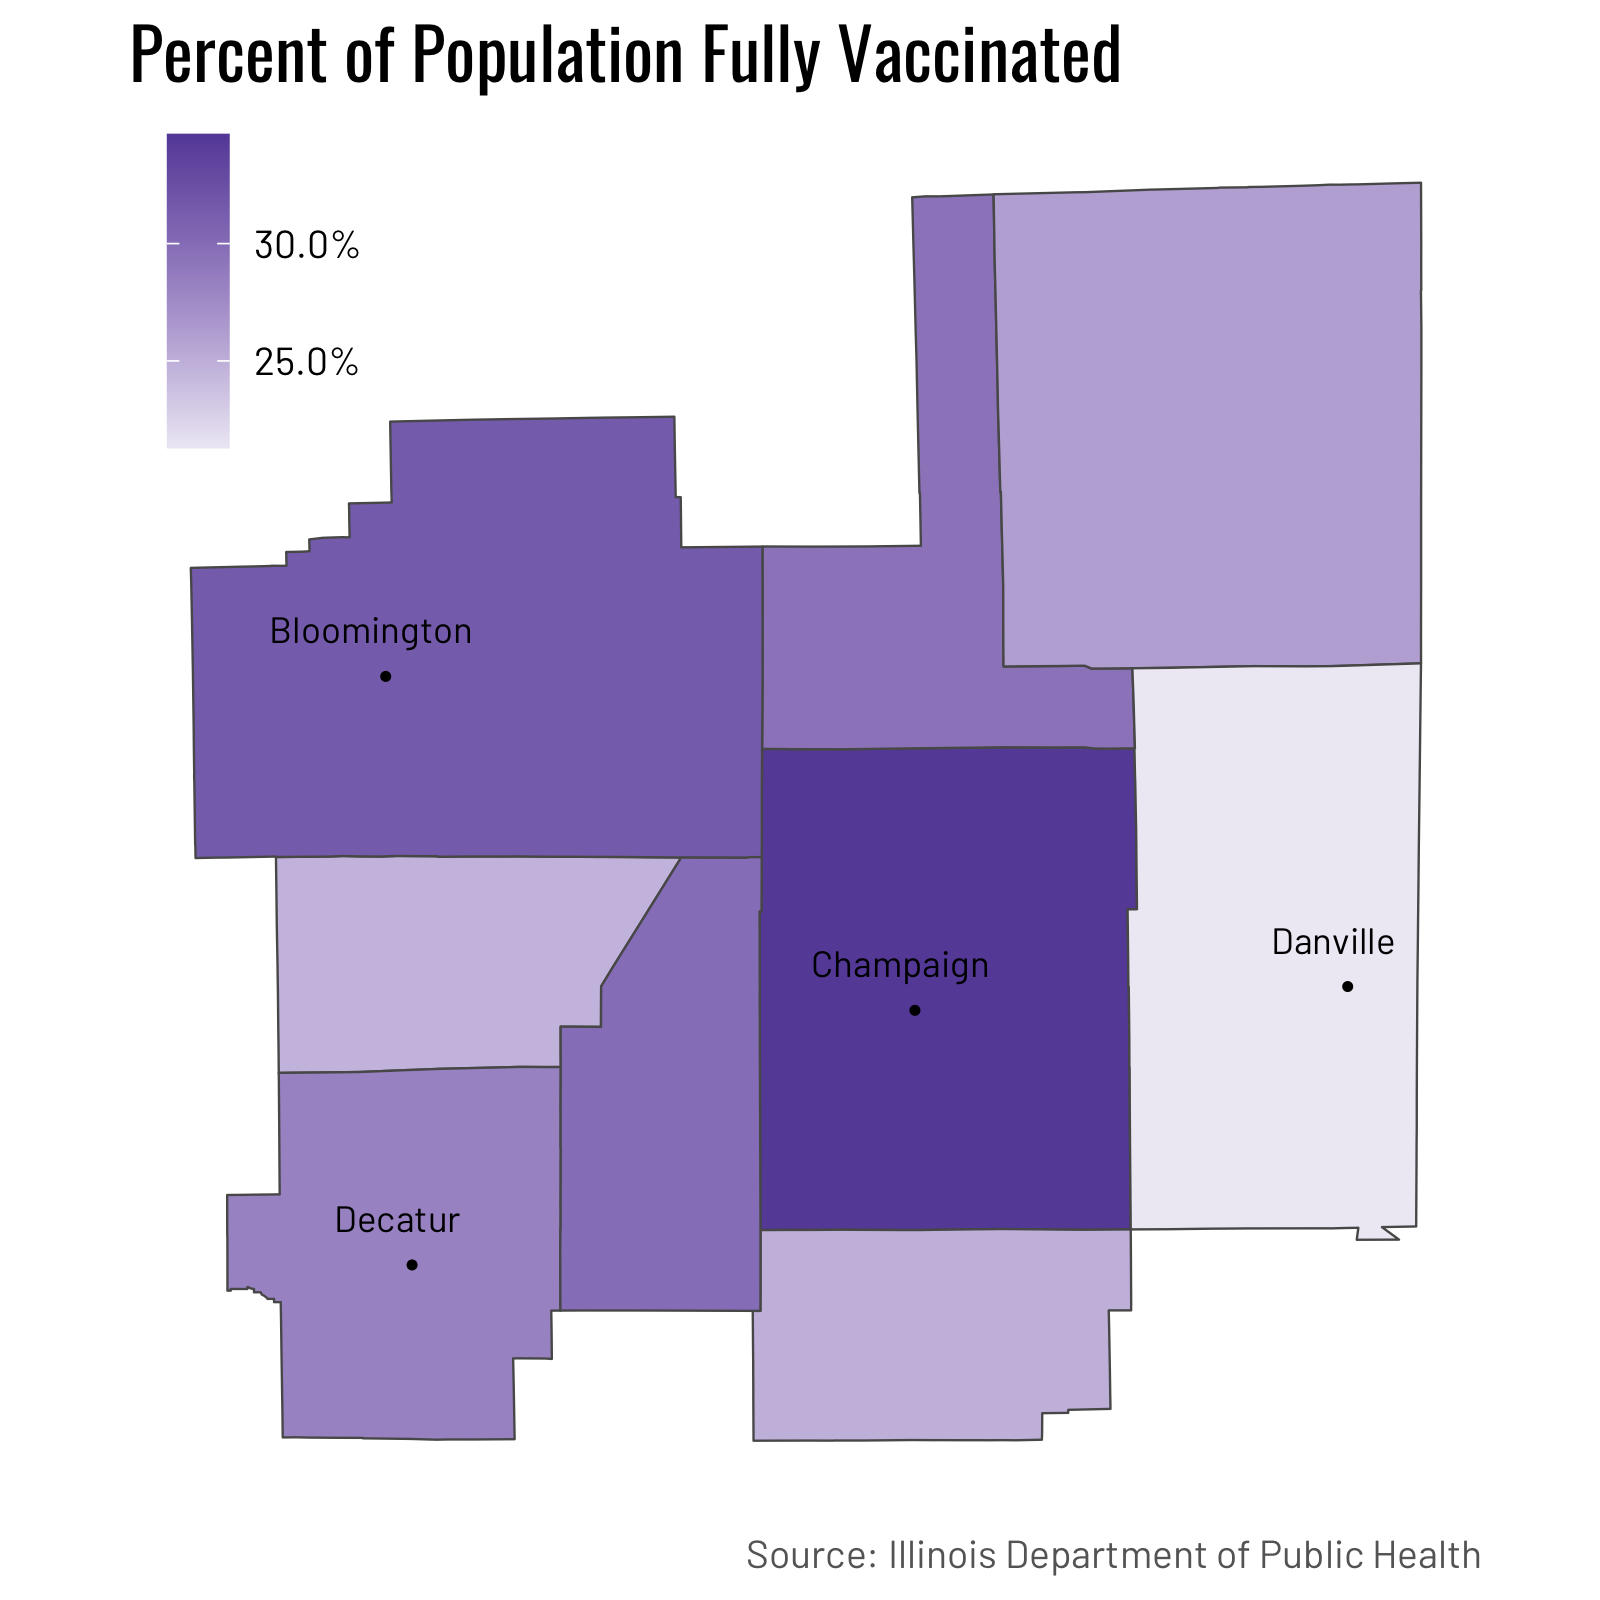 Percent of Population Fully Vaccinated
30.0%
25.0%
Bloomington
Champaign
Danville
Decatur
Source: Illinois Department of Public Health